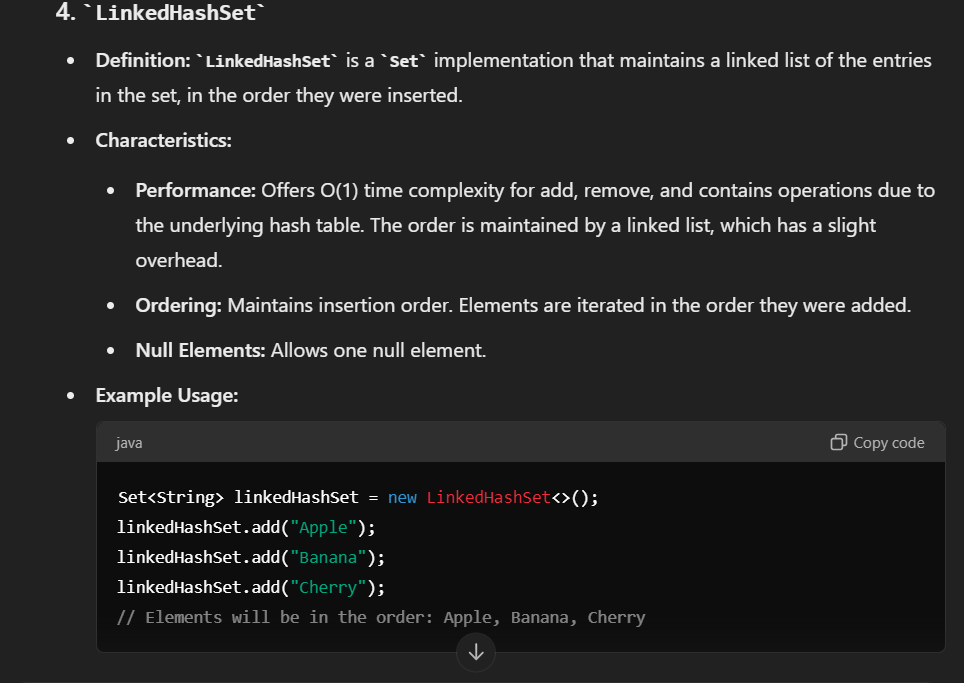 4. `LinkedHashSet`
• Definition: `LinkedHashSet` is a `Set` implementation that maintains a linked list of the entries
in the set, in the order they were inserted.
• Characteristics:
• Performance: Offers O(1) time complexity for add, remove, and contains operations due to
the underlying hash table. The order is maintained by a linked list, which has a slight
overhead.
• Ordering: Maintains insertion order. Elements are iterated in the order they were added.
• Null Elements: Allows one null element.
• Example Usage:
java
Copy code
Set<String> linkedHashSet = new LinkedHashSet<>();
linkedHashSet.add("Apple");
linkedHashSet.add("Banana");
linkedHashSet.add("Cherry");
// Elements will be in the order: Apple, Banana, Cherry